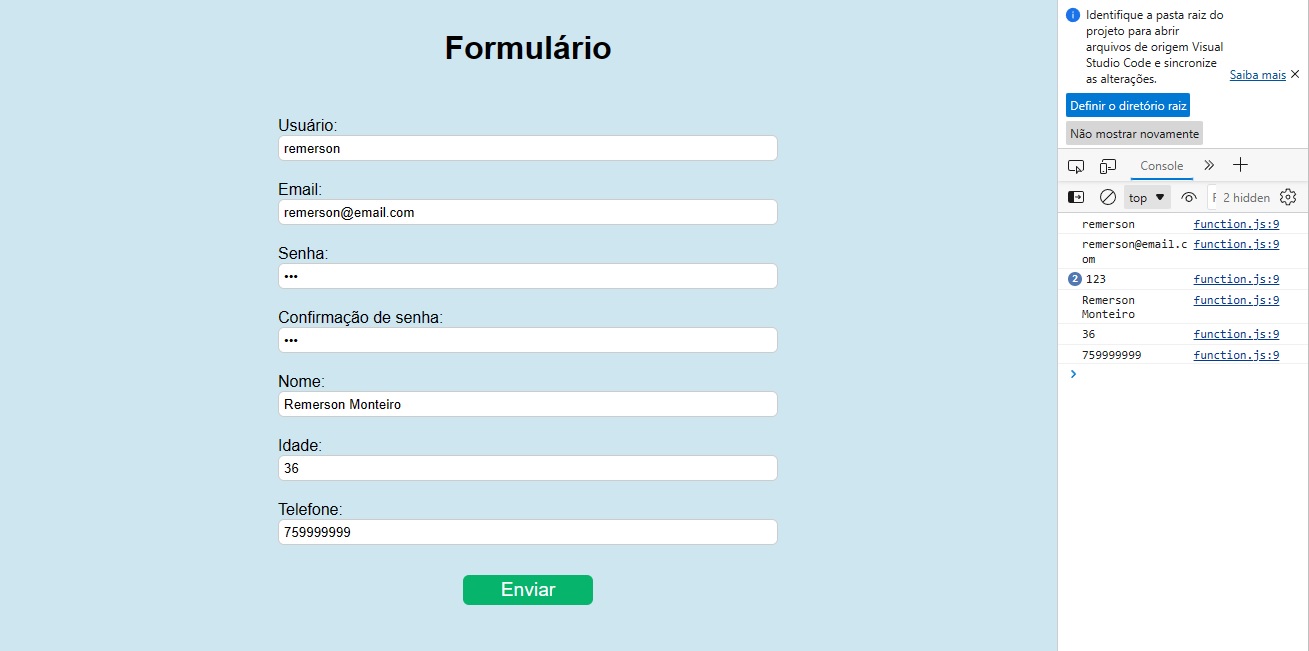 Formulário
Usuário:
remerson
Email:
remerson@email.com
Senha:
•••
Confirmação de senha:
•••
Nome:
Remerson Monteiro
Idade:
36
Telefone:
759999999
Enviar
Identifique a pasta raiz do
projeto para abrir
arquivos de origem Visual
Studio Code e sincronize
as alterações.
Saiba mais
Definir o diretório raiz
Não mostrar novamente
Console
top
2 hidden
remerson function.js:9
remerson@email.c function.js:9
om
2 123 function.js:9
Remerson function.js:9
Monteiro
36 function.js:9
759999999 function.js:9